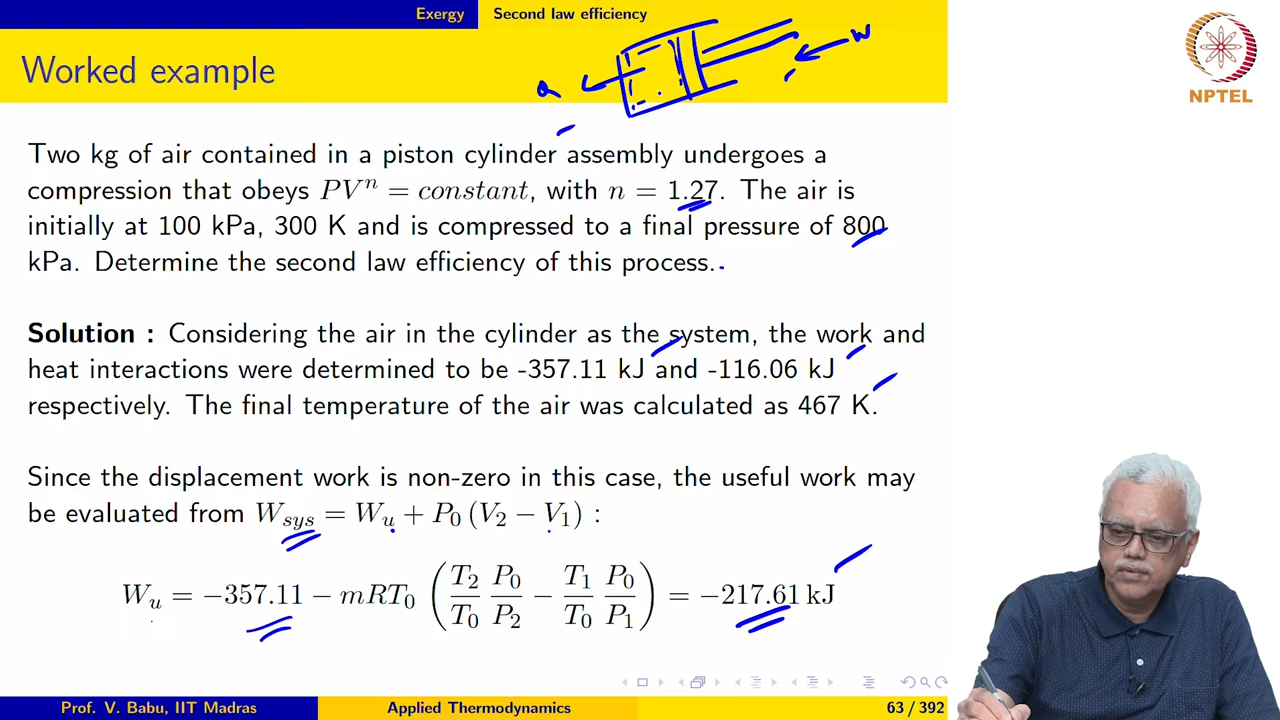 Exergy Second law efficiency
Worked example
W
Q
NPTEL
Two kg of air contained in a piston cylinder assembly undergoes a
compression that obeys PVⁿ = constant, with n = 1.27. The air is
initially at 100 kPa, 300 K and is compressed to a final pressure of 800
kPa. Determine the second law efficiency of this process.
Solution : Considering the air in the cylinder as the system, the work and
heat interactions were determined to be -357.11 kJ and -116.06 kJ
respectively. The final temperature of the air was calculated as 467 K.
Since the displacement work is non-zero in this case, the useful work may
be evaluated from W_sys = W_u + P_0 (V_2 − V_1) :
W_u = −357.11 − mRT_0 (T_2/T_0 P_0/P_2 − T_1/T_0 P_0/P_1) = −217.61 kJ
Prof. V. Babu, IIT Madras Applied Thermodynamics 63 / 392